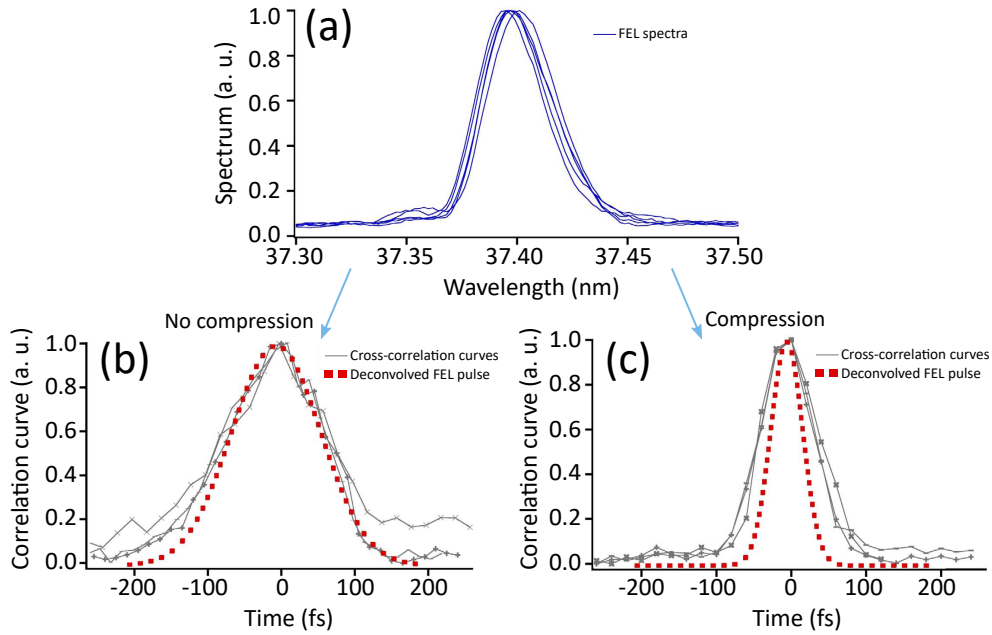 (a)
FEL spectra
Spectrum (a. u.)
1.0
0.8
0.6
0.4
0.2
0.0
37.30 37.35 37.40 37.45 37.50
Wavelength (nm)
No compression
(b)
Cross-correlation curves
Deconvolved FEL pulse
Correlation curve (a. u.)
1.0
0.8
0.6
0.4
0.2
0.0
-200 -100 0 100 200
Time (fs)
Compression
(c)
Cross-correlation curves
Deconvolved FEL pulse
Correlation curve (a. u.)
1.0
0.8
0.6
0.4
0.2
0.0
-200 -100 0 100 200
Time (fs)